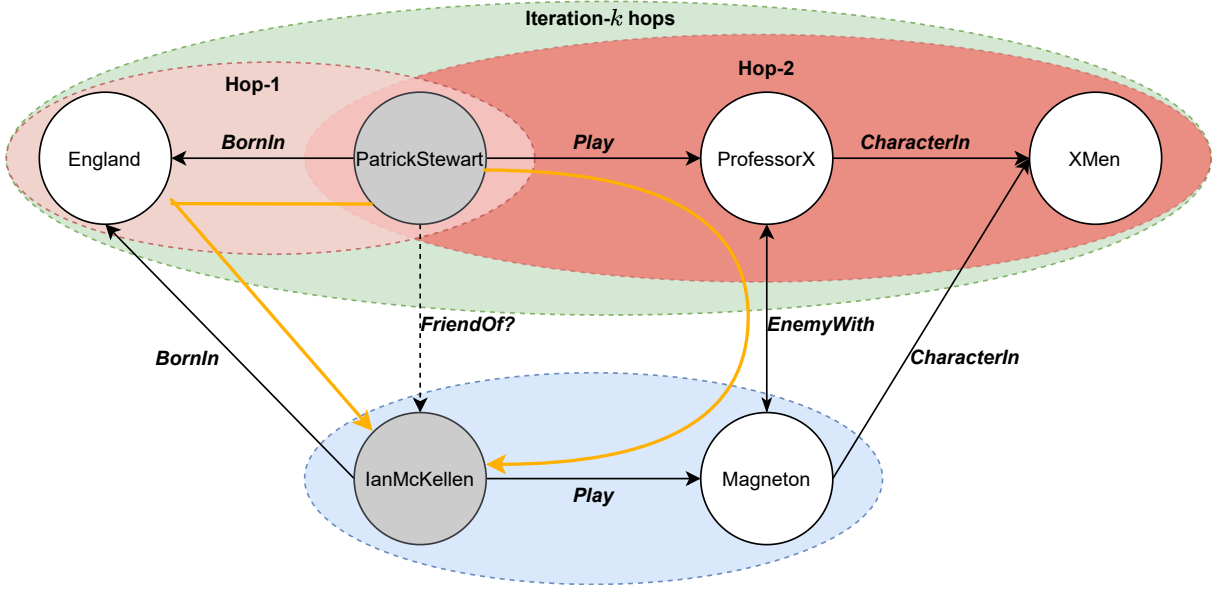 Iteration-k hops
Hop-1
Hop-2
England
BornIn
PatrickStewart
Play
ProfessorX
CharacterIn
XMen
FriendOf?
EnemyWith
BornIn
CharacterIn
IanMcKellen
Play
Magneton